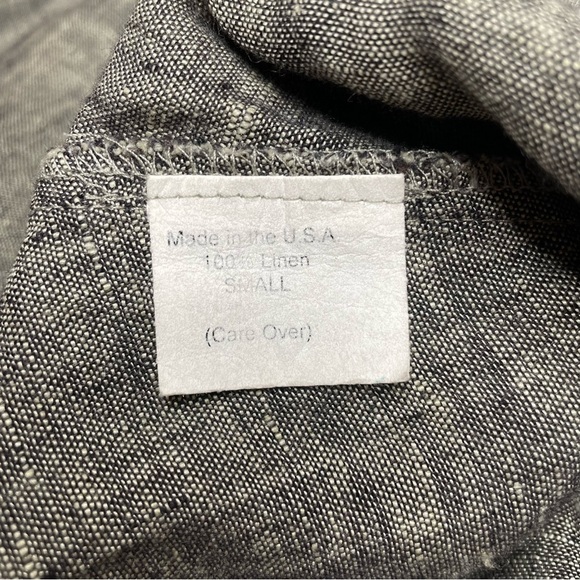 Made in the U.S.A
100% Linen
SMALL
(Care Over)